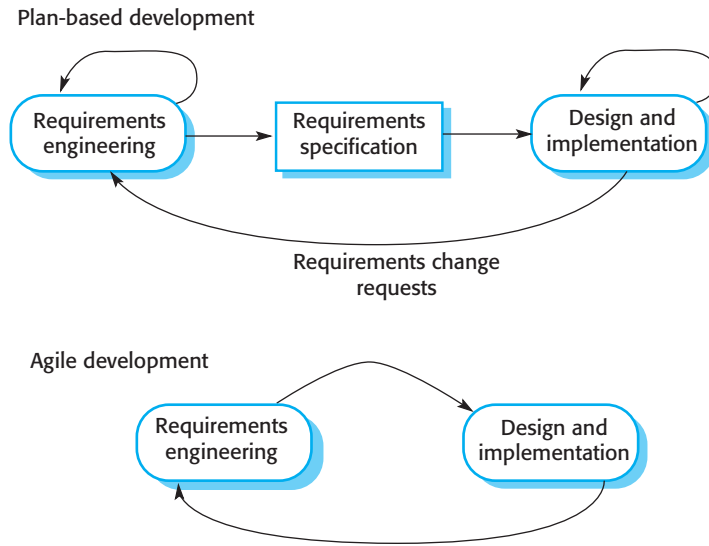 Plan-based development
Requirements
engineering
Requirements
specification
Design and
implementation
Requirements change
requests
Agile development
Requirements
engineering
Design and
implementation